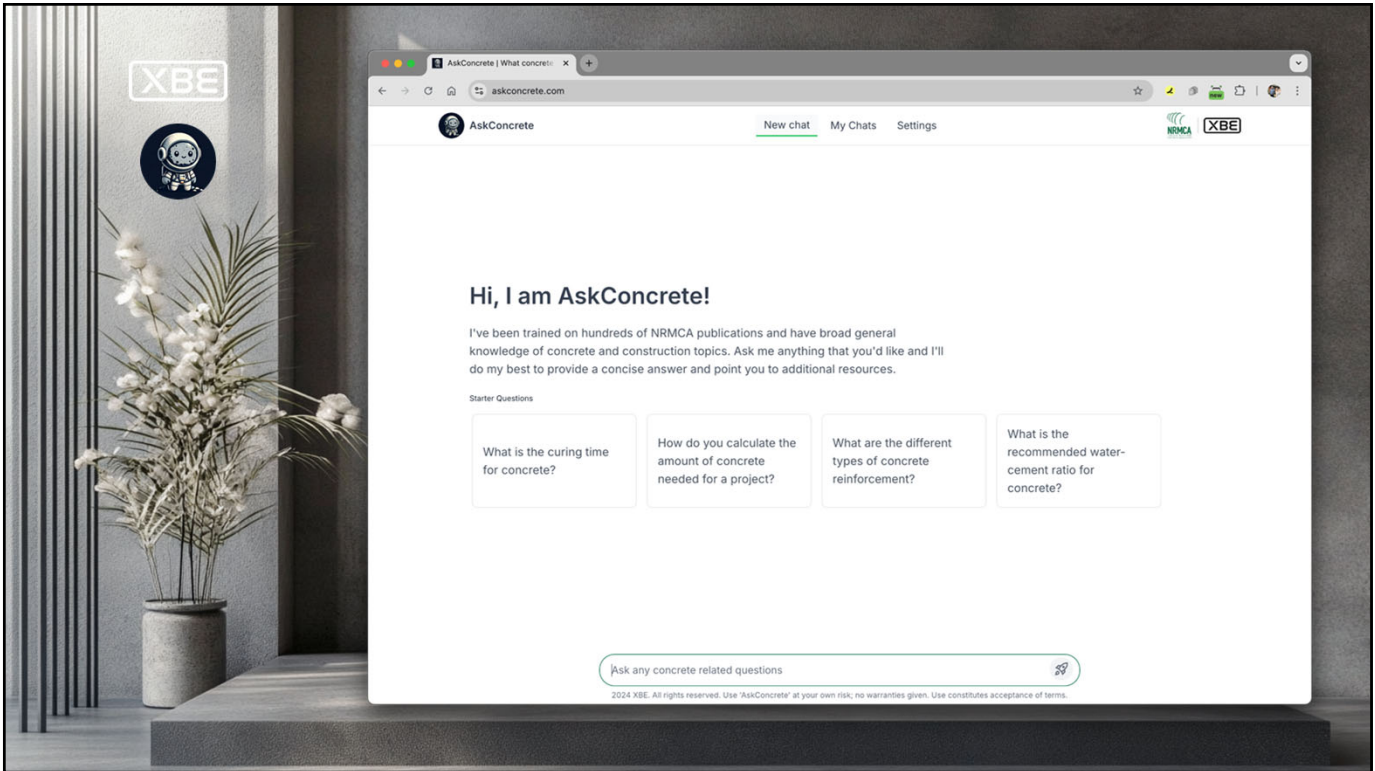 XBE
AskConcrete | What concrete
askconcrete.com
new
AskConcrete
New chat
My Chats
Settings
NRMCA
XBE
Hi, I am AskConcrete!
I've been trained on hundreds of NRMCA publications and have broad general
knowledge of concrete and construction topics. Ask me anything that you'd like and I'll
do my best to provide a concise answer and point you to additional resources.
Starter Questions
What is the curing time
for concrete?
How do you calculate the
amount of concrete
needed for a project?
What are the different
types of concrete
reinforcement?
What is the
recommended water-
cement ratio for
concrete?
Ask any concrete related questions
2024 XBE. All rights reserved. Use 'AskConcrete' at your own risk; no warranties given. Use constitutes acceptance of terms.